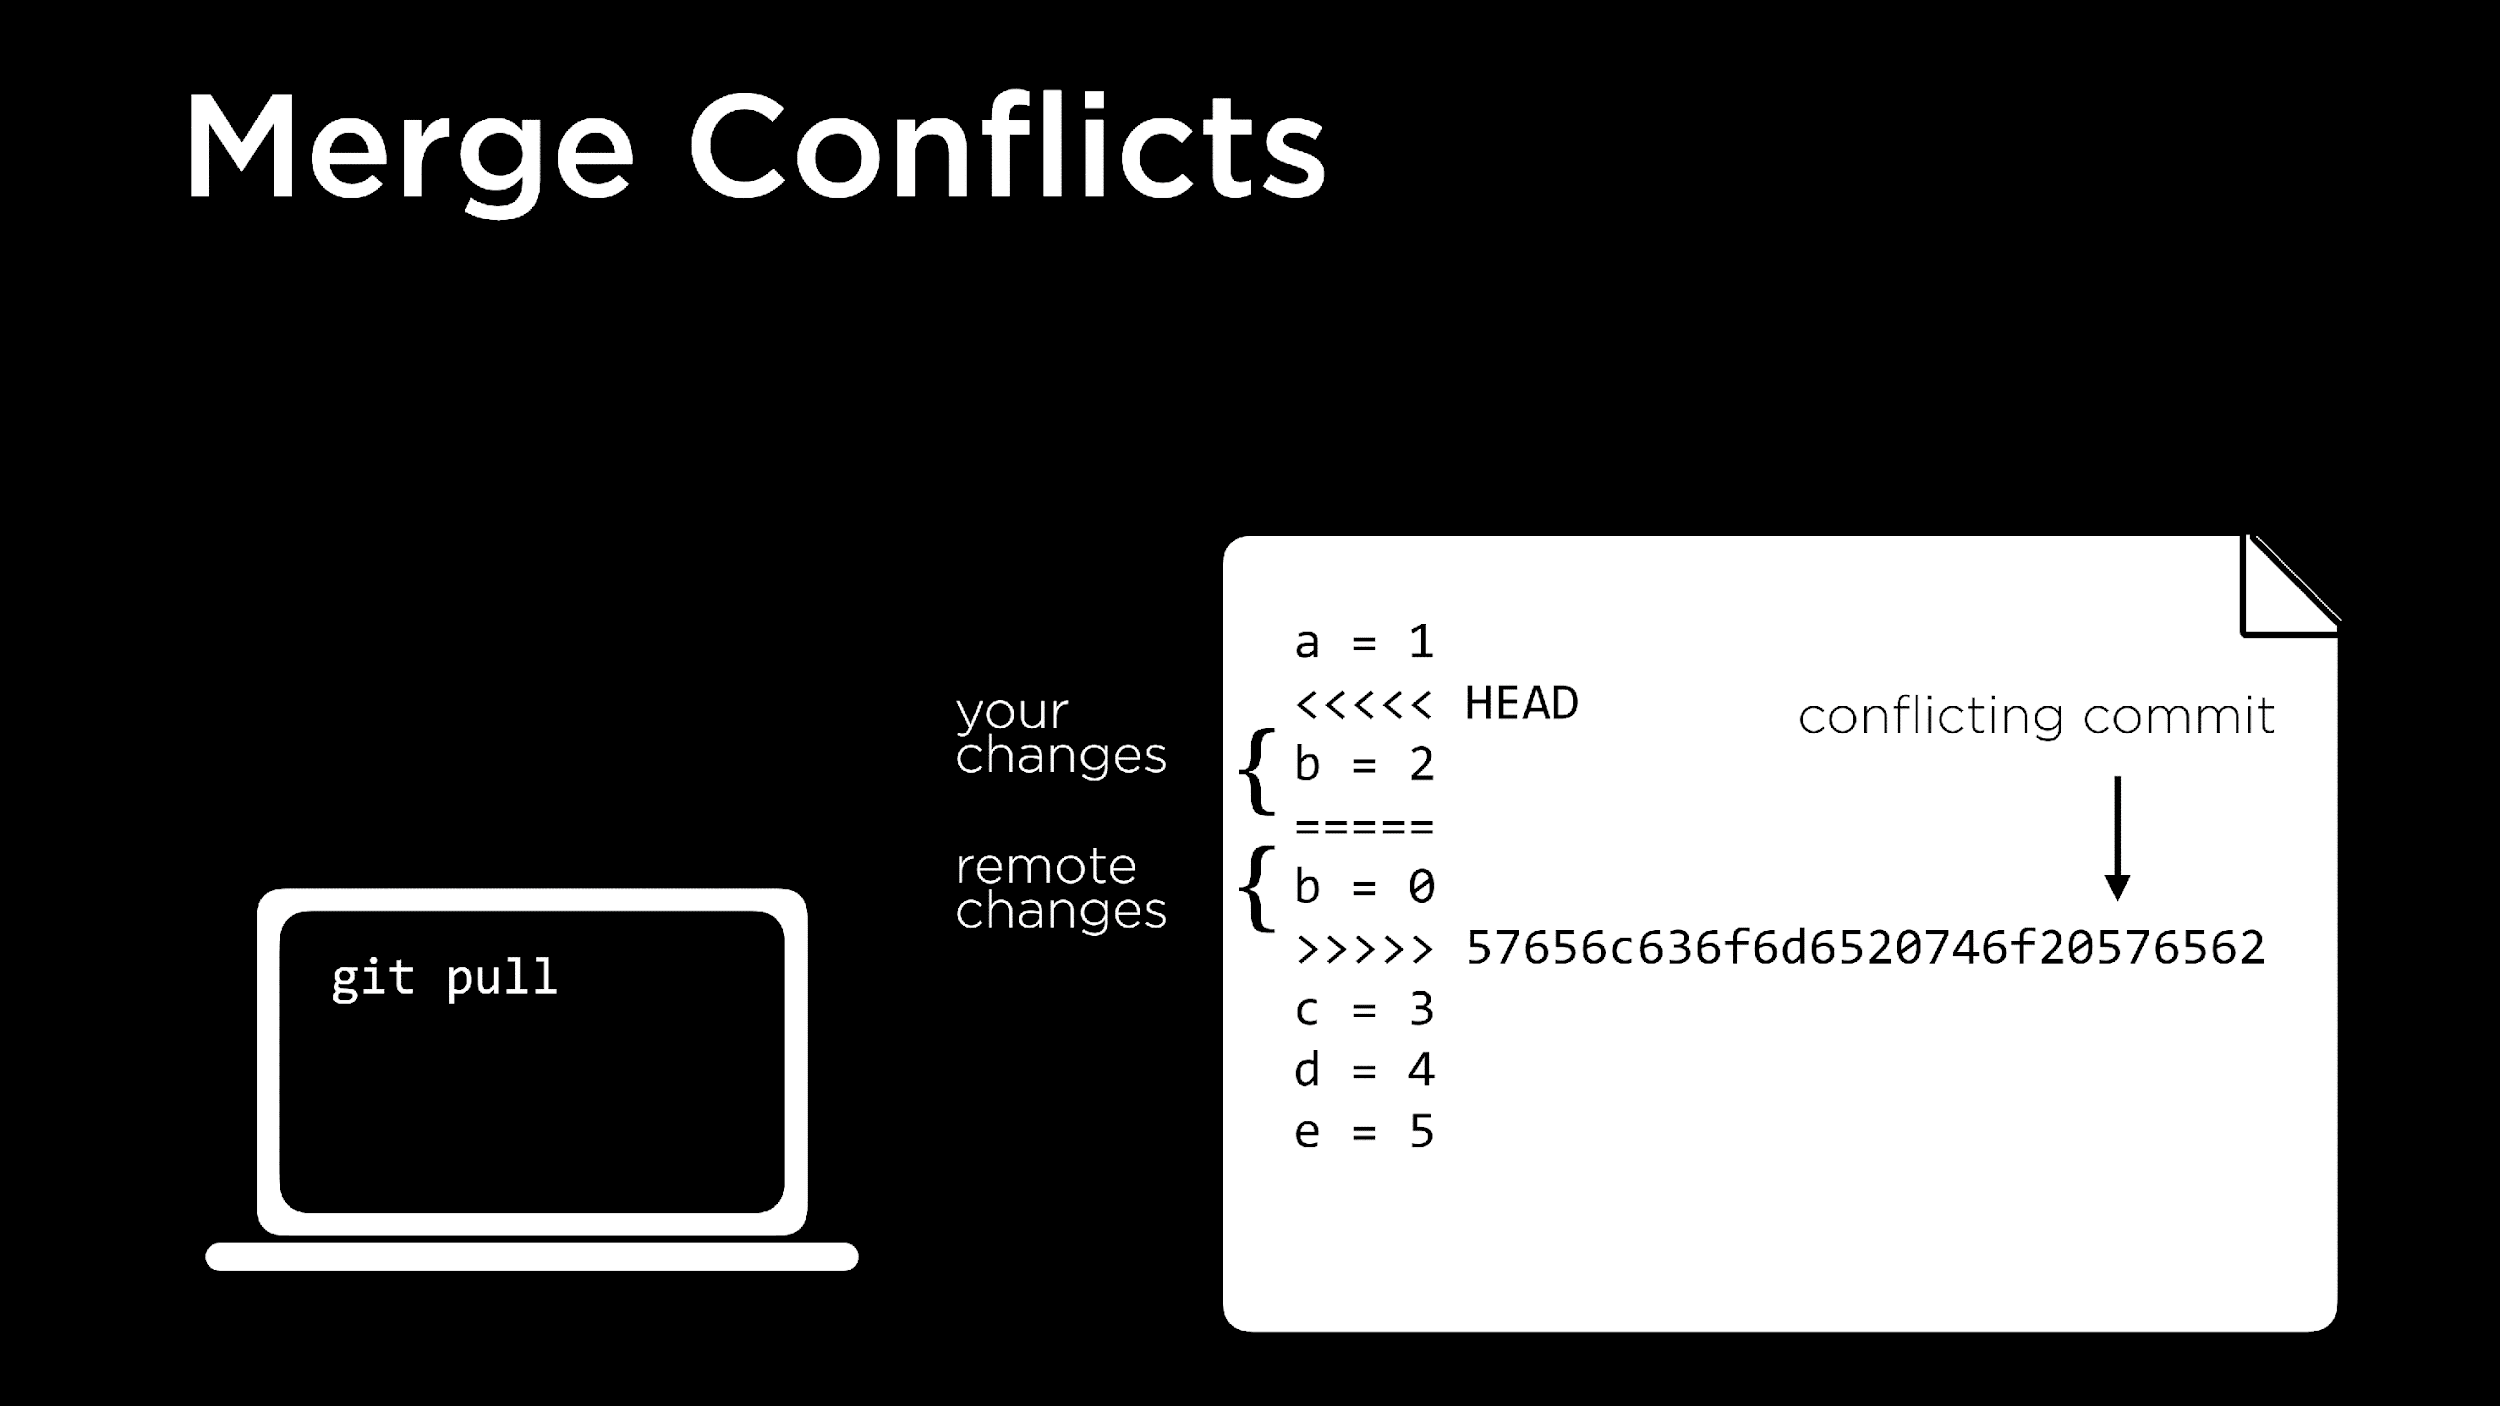 Merge Conflicts
git pull
your
changes
remote
changes
a = 1
<<<<< HEAD
{ b = 2
=====
{ b = 0
>>>>> 57656c636f6d6520746f20576562
c = 3
d = 4
e = 5
conflicting commit